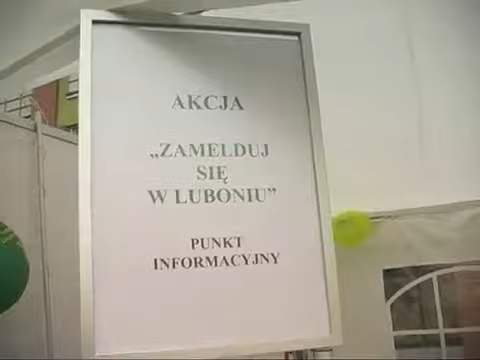 AKCJA
„ZAMELDUJ
SIĘ
W LUBONIU”
PUNKT
INFORMACYJNY